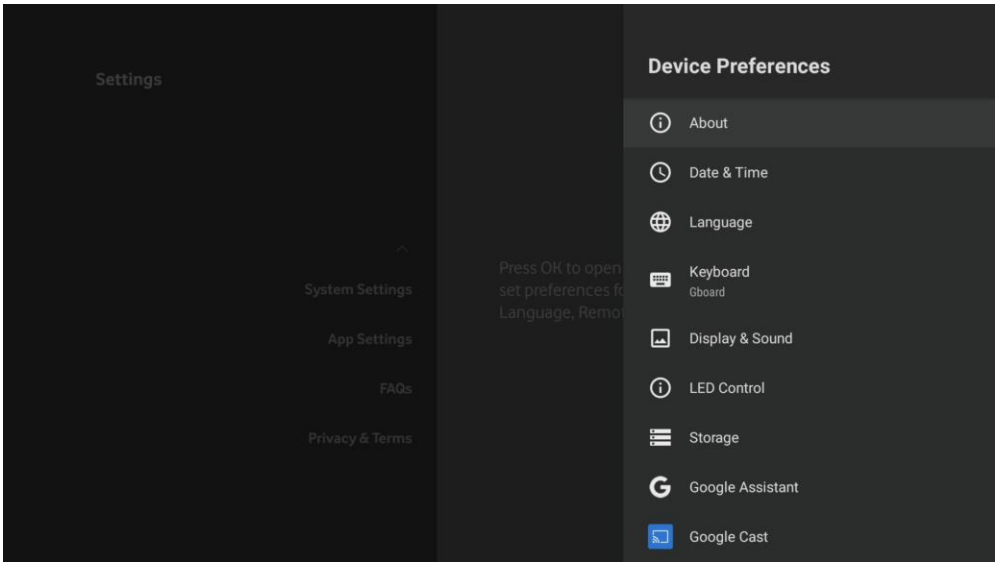 Settings
System Settings
App Settings
FAQs
Privacy & Terms
Press OK to open
set preferences fo
Language, Remo
Device Preferences
About
Date & Time
Language
Keyboard
Gboard
Display & Sound
LED Control
Storage
Google Assistant
Google Cast